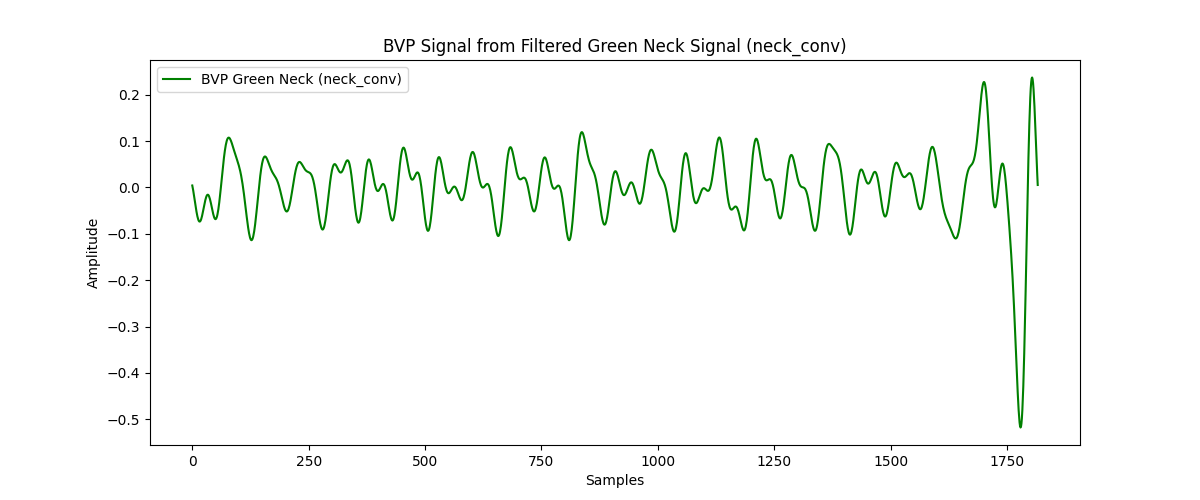 BVP Signal from Filtered Green Neck Signal (neck_conv)
BVP Green Neck (neck_conv)
0.2
0.1
0.0
−0.1
−0.2
−0.3
−0.4
−0.5
Amplitude
0 250 500 750 1000 1250 1500 1750
Samples